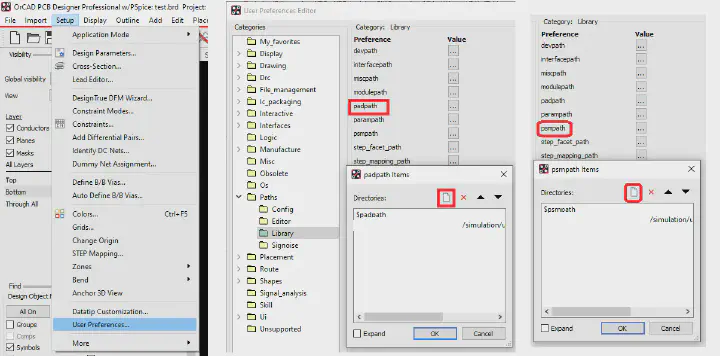 OrCAD PCB Designer Professional w/PSpice: test.brd Project:
File
Edit
View
Add
Import
Setup
Display
Outline
Add
Edit
Ho
Visibility
Global visibility
View
Layer
Conductors
Planes
Masks
All Layers
Top
Bottom
Through All
Find
Design Object
All On
Groups
Comps
Symbols
Application Mode
Design Parameters...
Cross-Section...
Lead Editor...
DesignTrue DFM Wizard...
Constraint Modes...
Constraints...
Add Differential Pairs...
Identify DC Nets...
Dummy Net Assignment...
Define B/B Vias...
Auto Define B/B Vias...
Colors... Ctrl+F5
Grids...
Change Origin
STEP Mapping...
Zones
Bend
Anchor 3D View
Datatip Customization...
User Preferences...
More
User Preferences Editor
Categories
My_favorites
Display
Drawing
Drc
File_management
Ic_packaging
Interactive
Interfaces
Logic
Manufacture
Misc
Obsolete
Os
Paths
Config
Editor
Library
Signoise
Placement
Route
Shapes
Signal_analysis
Skill
Ui
Unsupported
Category: Library
Preference Value
devpath ...
interfacepath ...
miscpath ...
modulepath ...
padpath ...
parampath ...
psmpath ...
step_facet_path ...
step_mapping_path ...
padpath Items
Directories:
$padpath
/simulation/u
Expand
OK
Cancel
Category: Library
Preference Value
devpath ...
interfacepath ...
miscpath ...
modulepath ...
padpath ...
parampath ...
psmpath ...
step_facet_path ...
step_mapping_path ...
psmpath Items
Directories:
$psmpath
/simulation/u
Expand
OK
Cancel